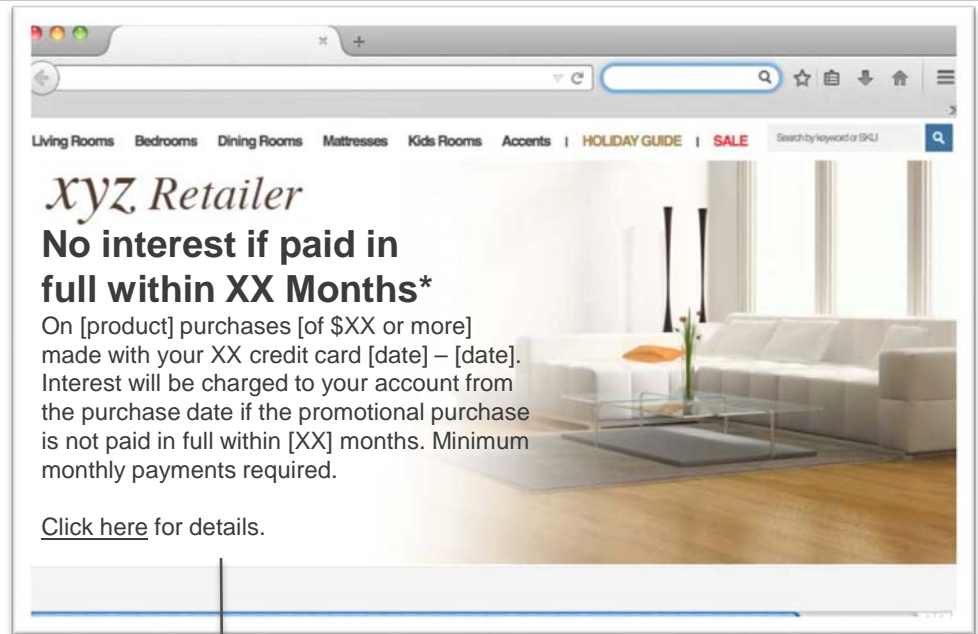 Living Rooms Bedrooms Dining Rooms Mattresses Kids Rooms Accents | HOLIDAY GUIDE | SALE Search by keyword or SKU
xyz Retailer
No interest if paid in
full within XX Months*
On [product] purchases [of $XX or more]
made with your XX credit card [date] – [date].
Interest will be charged to your account from
the purchase date if the promotional purchase
is not paid in full within [XX] months. Minimum
monthly payments required.
Click here for details.